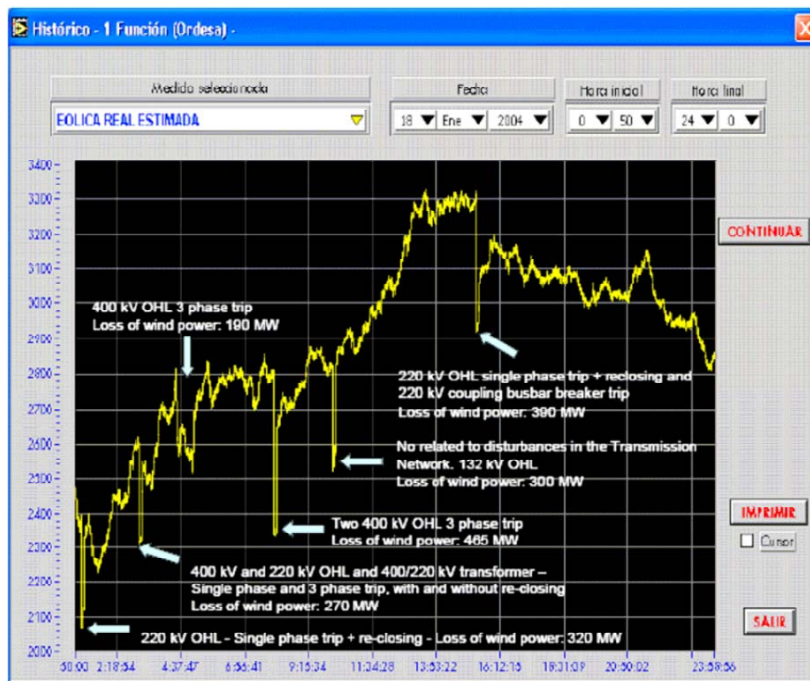 Histórico - 1 Función (Ordesa) -
Medida seleccionada
Fecha
Hora inicial
Hora final
EOLICA REAL ESTIMADA
18 Ene 2004
0 50
24 0
3400
3300
3200
3100
3000
2900
2800
2700
2600
2500
2400
2300
2200
2100
2000
CONTINUAR
400 kV OHL 3 phase trip
Loss of wind power: 190 MW
220 kV OHL single phase trip + reclosing and
220 kV coupling busbar breaker trip
Loss of wind power: 390 MW
No related to disturbances in the Transmission
Network. 132 kV OHL
Loss of wind power: 300 MW
Two 400 kV OHL 3 phase trip
Loss of wind power: 465 MW
IMPRIMIR
Cursor
400 kV and 220 kV OHL and 400/220 kV transformer –
Single phase and 3 phase trip, with and without re-closing
Loss of wind power: 270 MW
SALIR
220 kV OHL - Single phase trip + re-closing - Loss of wind power: 320 MW
50:00 2:18:54 4:37:47 6:56:41 9:15:34 11:34:28 13:53:22 16:12:15 18:31:09 20:50:02 23:58:56